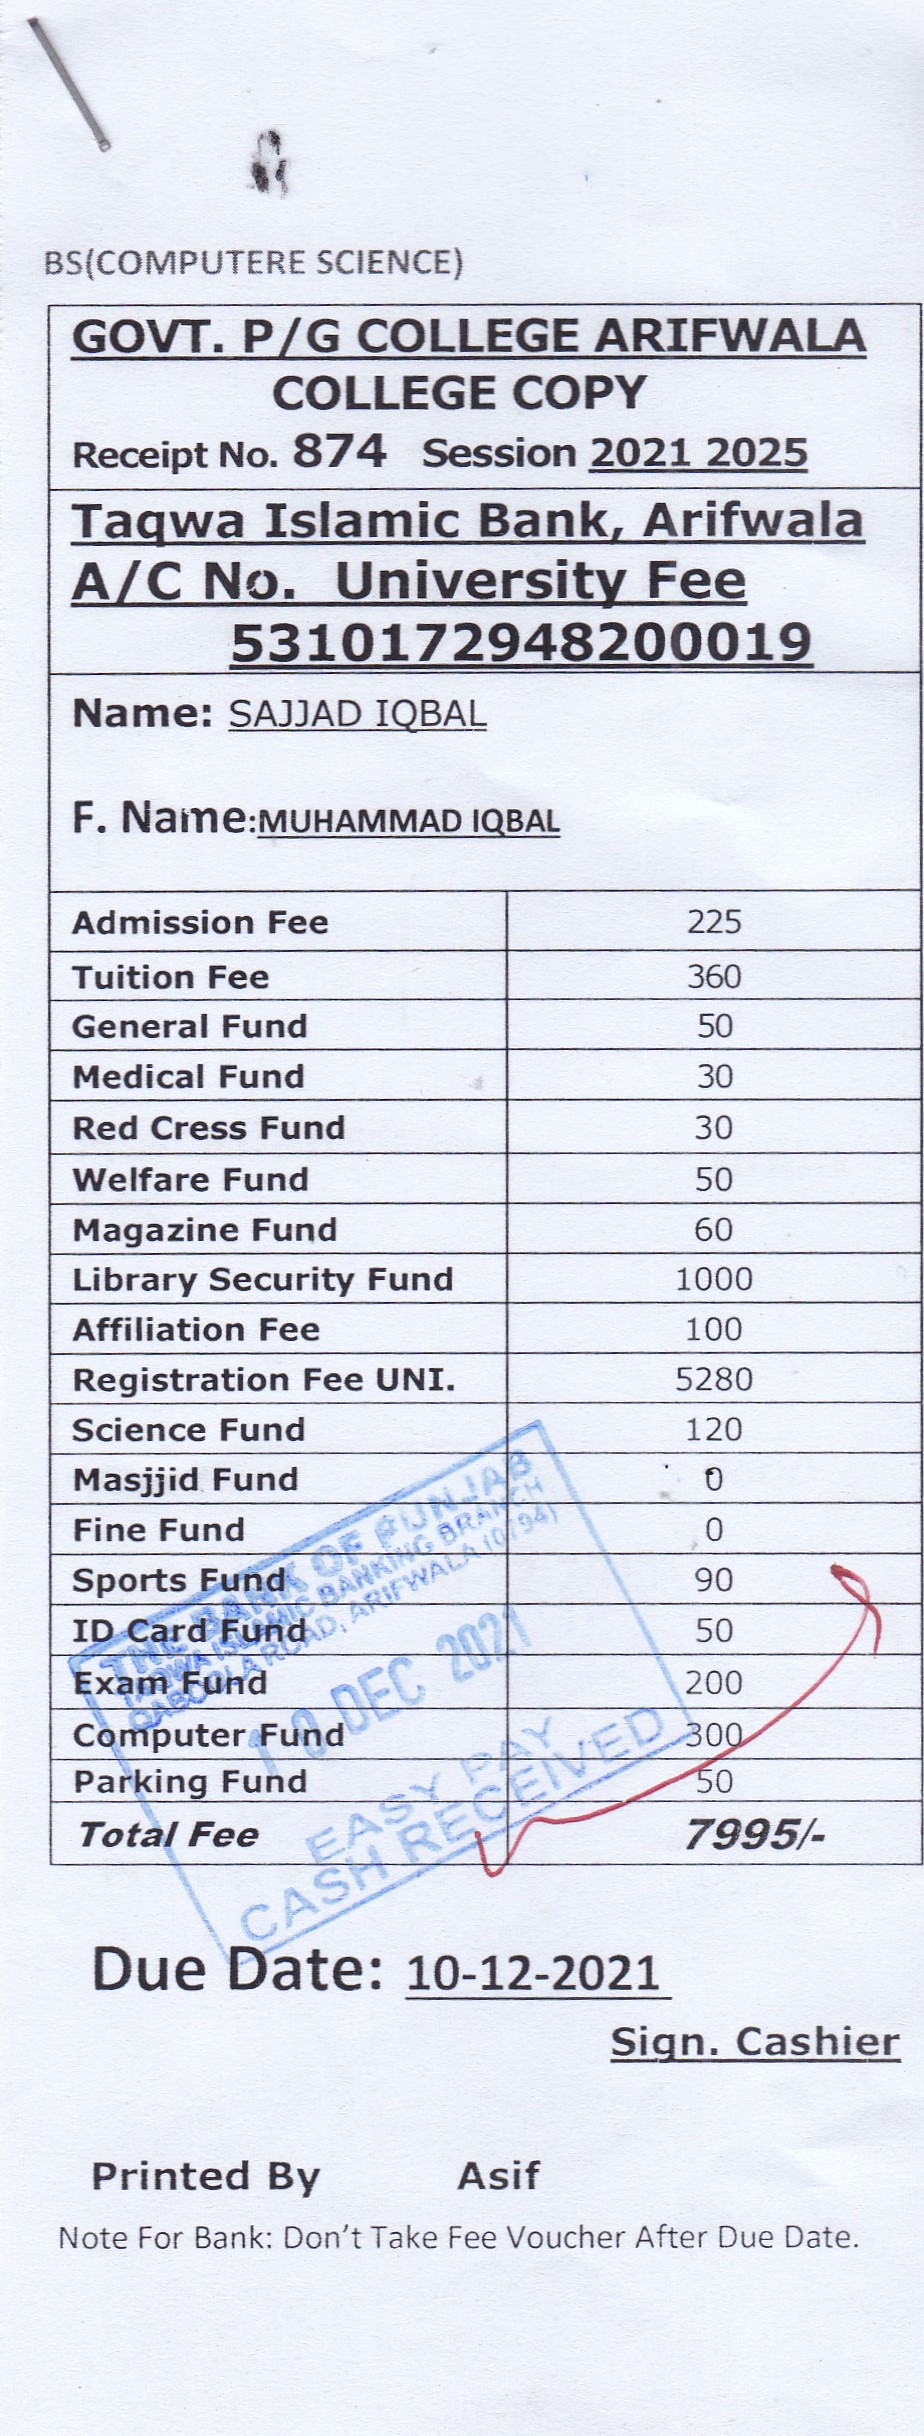 BS(COMPUTERE SCIENCE)
GOVT. P/G COLLEGE ARIFWALA
COLLEGE COPY
Receipt No. 874 Session 2021 2025
Taqwa Islamic Bank, Arifwala
A/C No. University Fee
5310172948200019
Name: SAJJAD IQBAL
F. Name:MUHAMMAD IQBAL
Admission Fee 225
Tuition Fee 360
General Fund 50
Medical Fund 30
Red Cress Fund 30
Welfare Fund 50
Magazine Fund 60
Library Security Fund 1000
Affiliation Fee 100
Registration Fee UNI. 5280
Science Fund 120
Masjjid Fund 0
Fine Fund 0
Sports Fund 90
ID Card Fund 50
Exam Fund 200
Computer Fund 300
Parking Fund 50
Total Fee 7995/-
THE BANK OF PUNJAB
TAQWA ISLAMIC BANKING BRANCH
QABOOLA ROAD, ARIFWALA (0794)
10 DEC 2021
EASY PAY
CASH RECEIVED
Due Date: 10-12-2021
Sign. Cashier
Printed By Asif
Note For Bank: Don't Take Fee Voucher After Due Date.